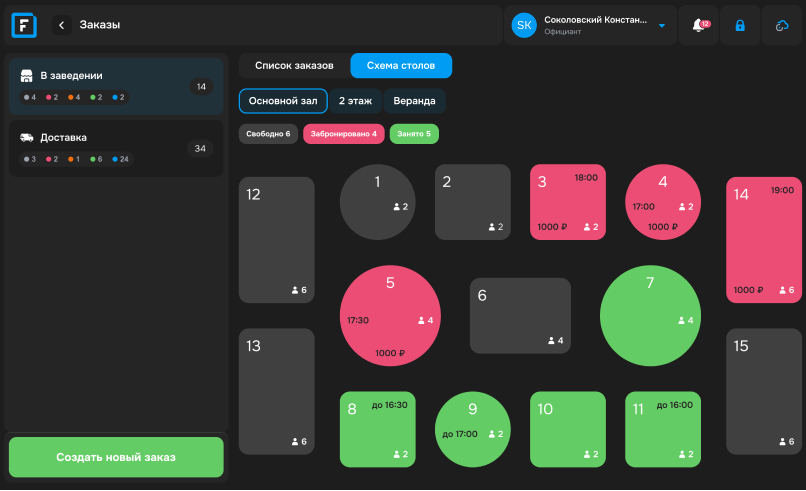 F
Заказы
SK
Соколовский Констан...
Официант
12
В заведении
14
4 2 4 2 2
Доставка
34
3 2 1 6 24
Создать новый заказ
Список заказов
Схема столов
Основной зал
2 этаж
Веранда
Свободно 6
Забронировано 4
Занято 5
12
6
1
2
2
2
3
18:00
1000 ₽
2
4
17:00
2
1000 ₽
14
19:00
1000 ₽
6
5
17:30
4
1000 ₽
6
4
7
4
13
6
15
6
8
до 16:30
2
9
до 17:00
2
10
2
11
до 16:00
2